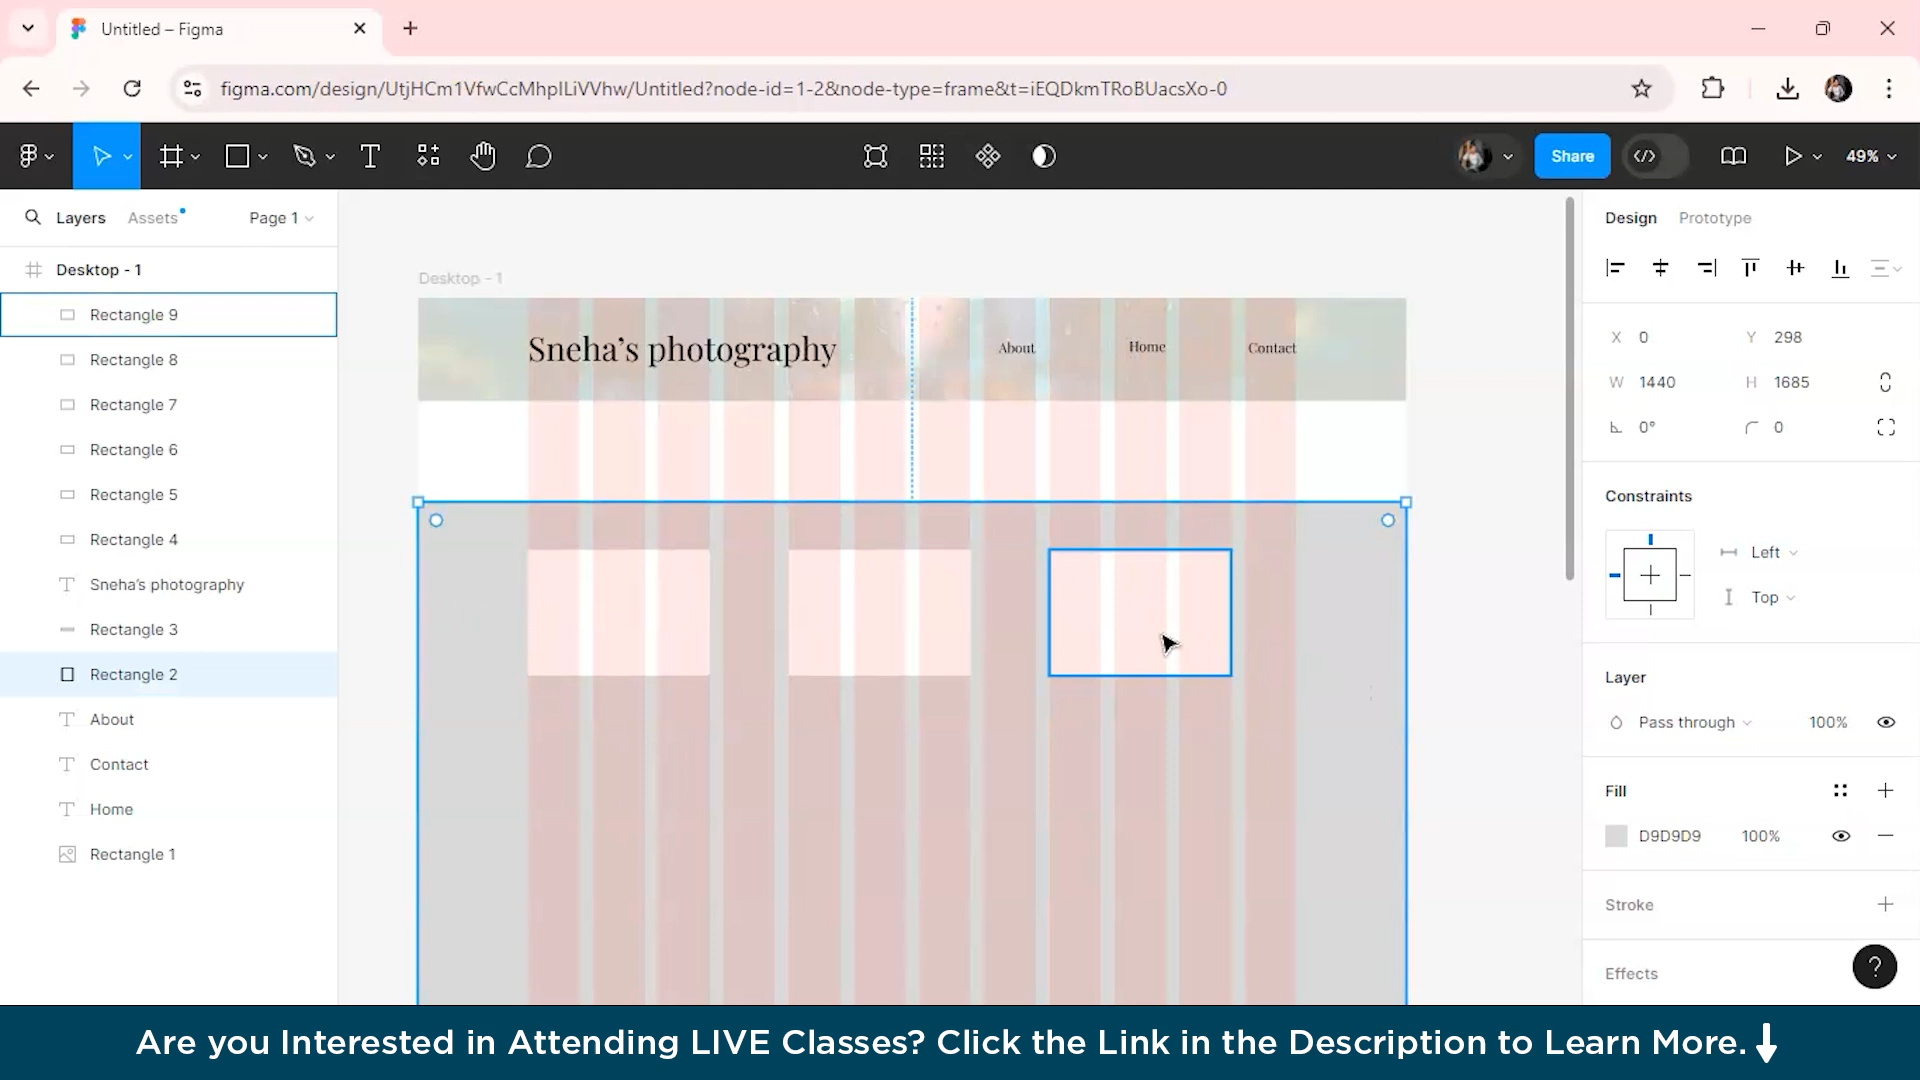 Untitled – Figma
figma.com/design/UtjHCm1VfwCcMhpILiVVhw/Untitled?node-id=1-2&node-type=frame&t=iEQDkmTRoBUacsXo-0
Share
49%
Layers
Assets
Page 1
Design
Prototype
Desktop - 1
Rectangle 9
Rectangle 8
Rectangle 7
Rectangle 6
Rectangle 5
Rectangle 4
Sneha's photography
Rectangle 3
Rectangle 2
About
Contact
Home
Rectangle 1
Desktop - 1
Sneha's photography
About
Home
Contact
X 0 Y 298
W 1440 H 1685
0° 0
Constraints
Left
Top
Layer
Pass through 100%
Fill
D9D9D9 100%
Stroke
Effects
?
Are you Interested in Attending LIVE Classes? Click the Link in the Description to Learn More.